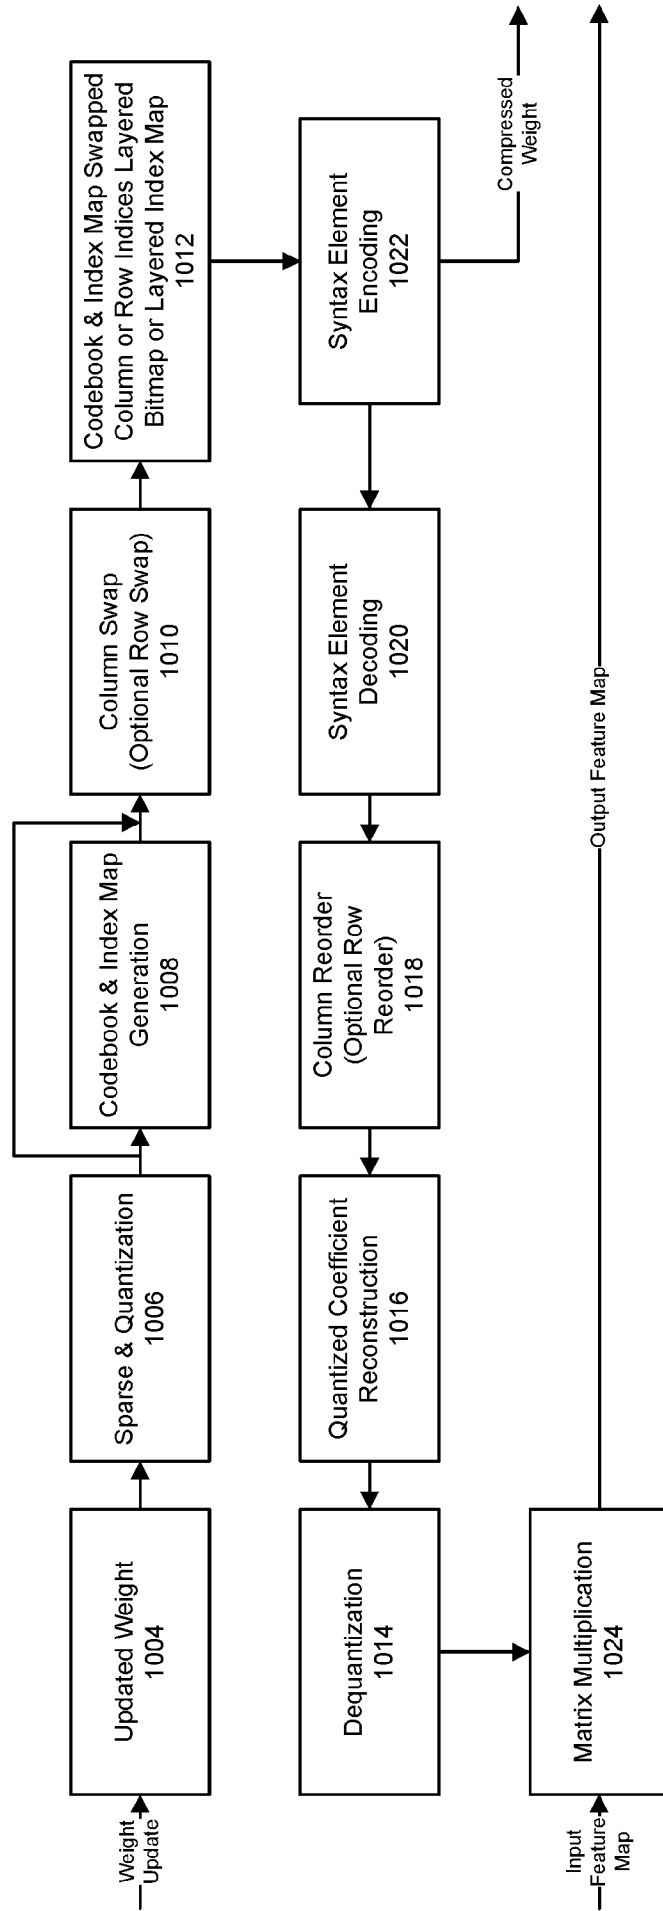 Weight
Update
Updated Weight
1004
Sparse & Quantization
1006
Codebook & Index Map
Generation
1008
Column Swap
(Optional Row Swap)
1010
Codebook & Index Map Swapped
Column or Row Indices Layered
Bitmap or Layered Index Map
1012
Dequantization
1014
Quantized Coefficient
Reconstruction
1016
Column Reorder
(Optional Row
Reorder)
1018
Syntax Element
Decoding
1020
Syntax Element
Encoding
1022
Compressed
Weight
Input
Feature
Map
Matrix Multiplication
1024
Output Feature Map